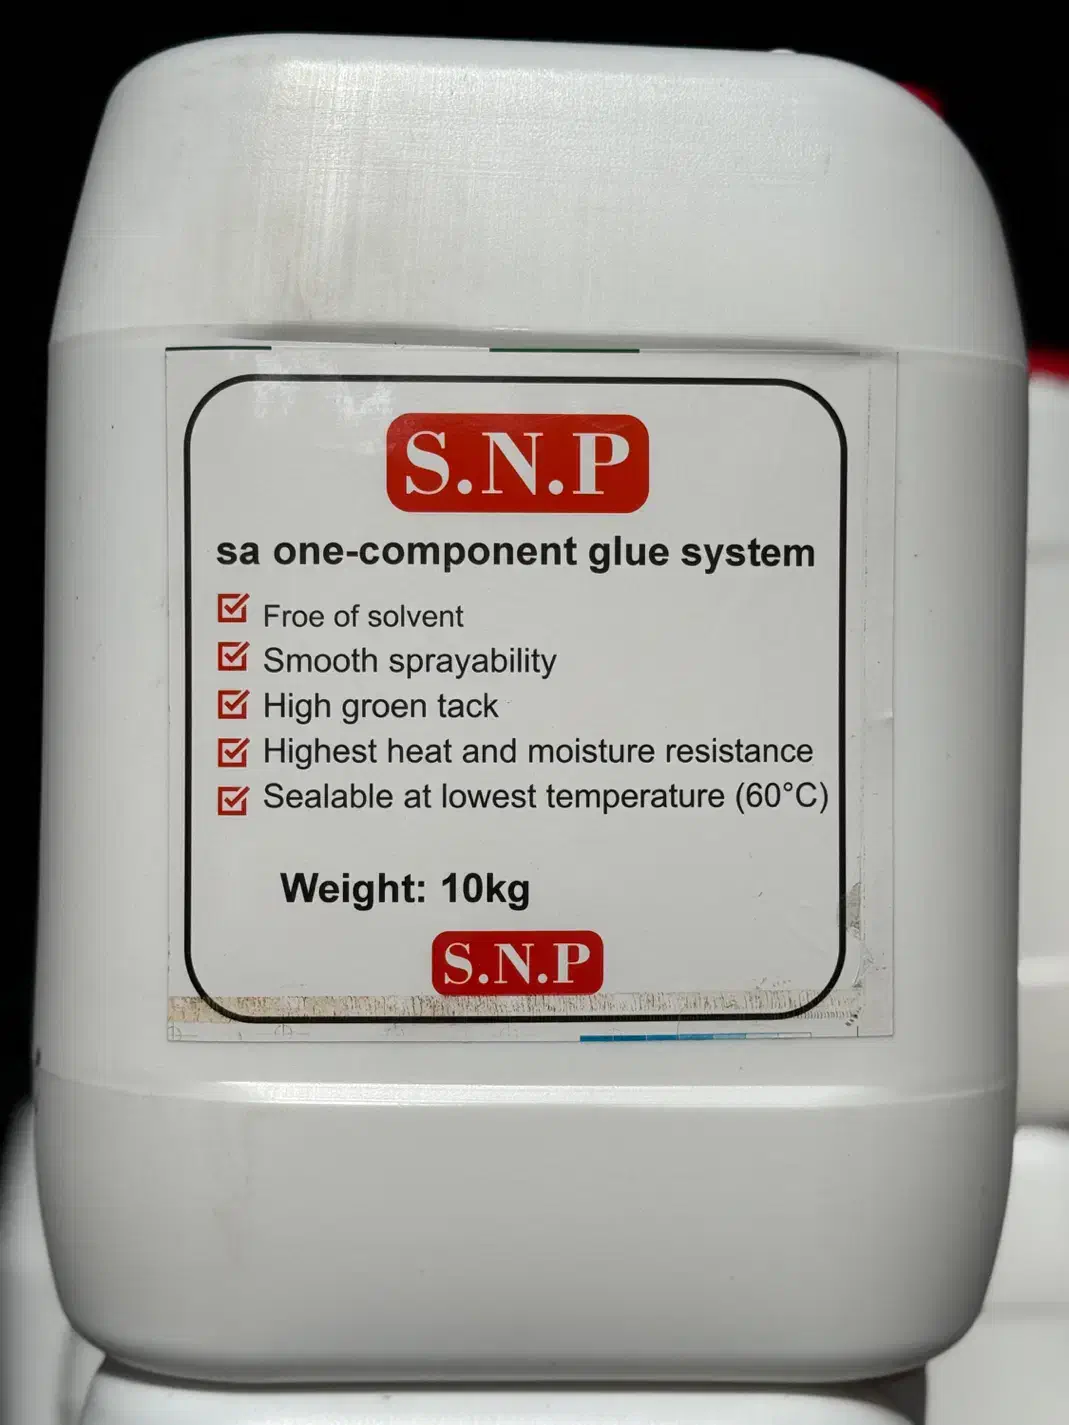 S.N.P
sa one-component glue system
Froe of solvent
Smooth sprayability
High groen tack
Highest heat and moisture resistance
Sealable at lowest temperature (60°C)
Weight: 10kg
S.N.P